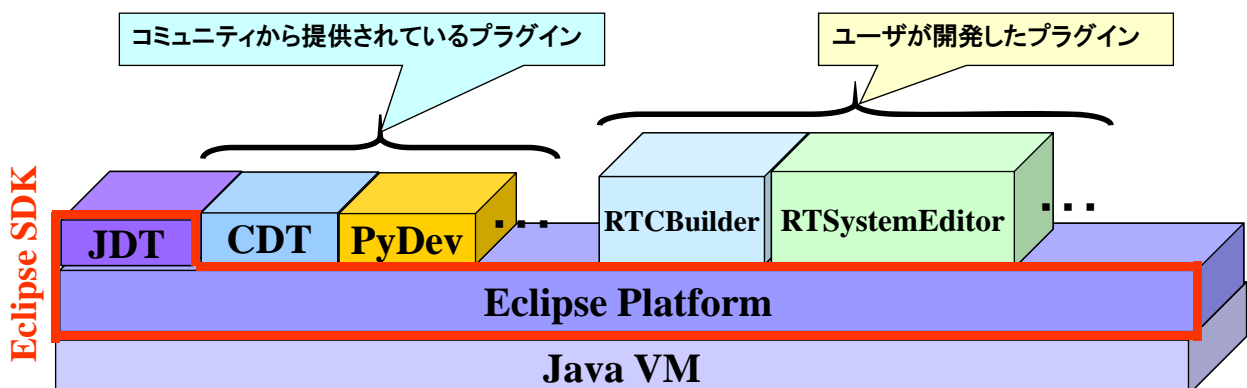 コミュニティから提供されているプラグイン
ユーザが開発したプラグイン
Eclipse SDK
JDT
CDT
PyDev
...
RTCBuilder
RTSystemEditor
...
Eclipse Platform
Java VM